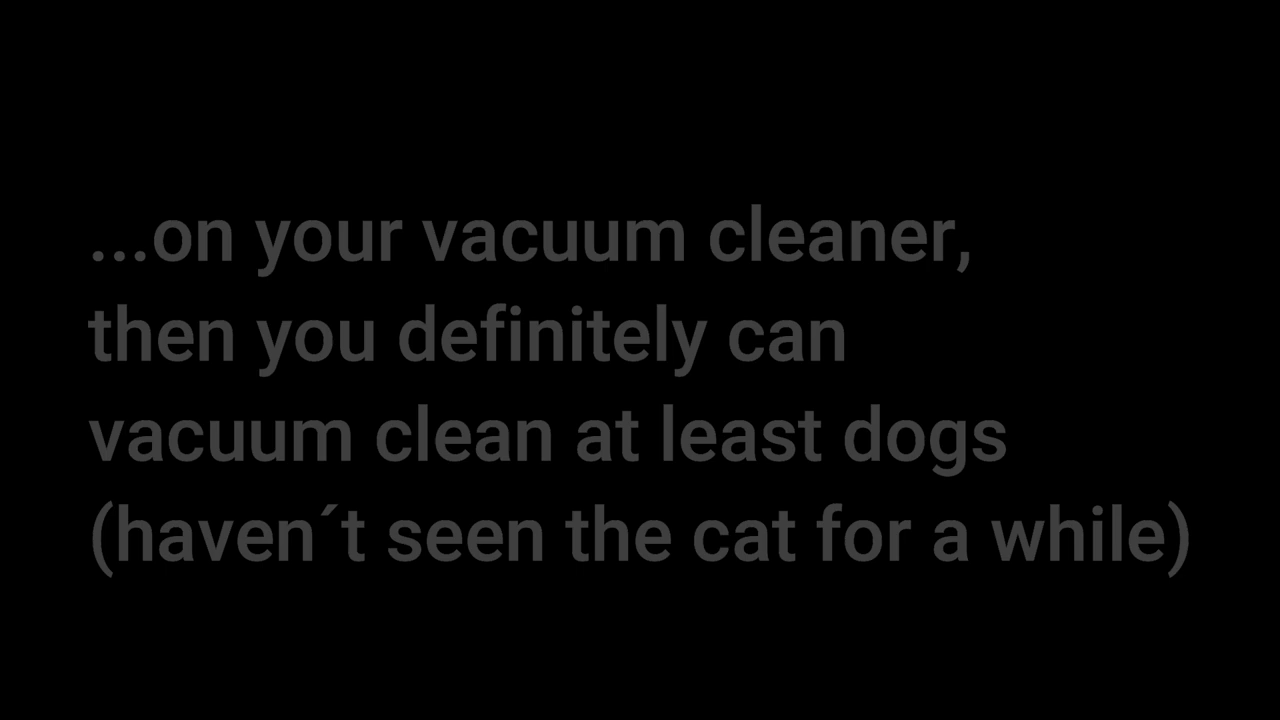 ...on your vacuum cleaner,
then you definitely can
vacuum clean at least dogs
(haven´t seen the cat for a while)